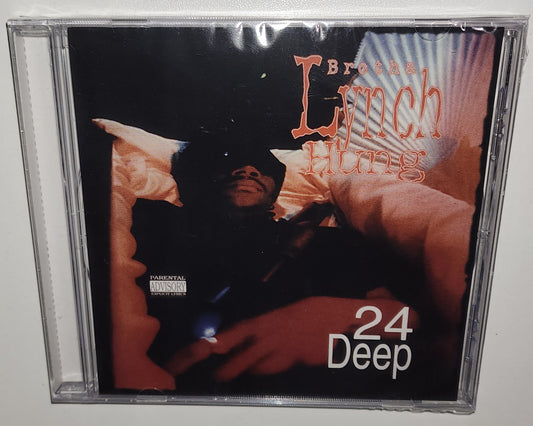 Brotha
Lynch
Hung
PARENTAL
ADVISORY
EXPLICIT LYRICS
24
Deep